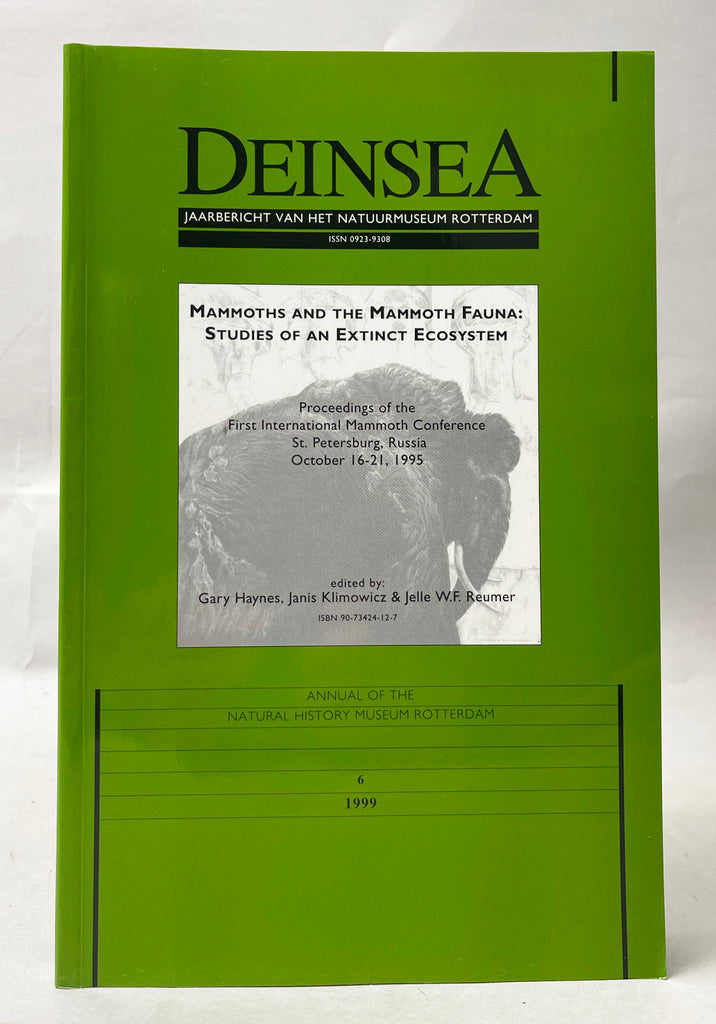 DEINSEA
JAARBERICHT VAN HET NATUURMUSEUM ROTTERDAM
ISSN 0923-9308
MAMMOTHS AND THE MAMMOTH FAUNA:
STUDIES OF AN EXTINCT ECOSYSTEM
Proceedings of the
First International Mammoth Conference
St. Petersburg, Russia
October 16-21, 1995
edited by:
Gary Haynes, Janis Klimowicz & Jelle W.F. Reumer
ISBN 90-73424-12-7
ANNUAL OF THE
NATURAL HISTORY MUSEUM ROTTERDAM
6
1999